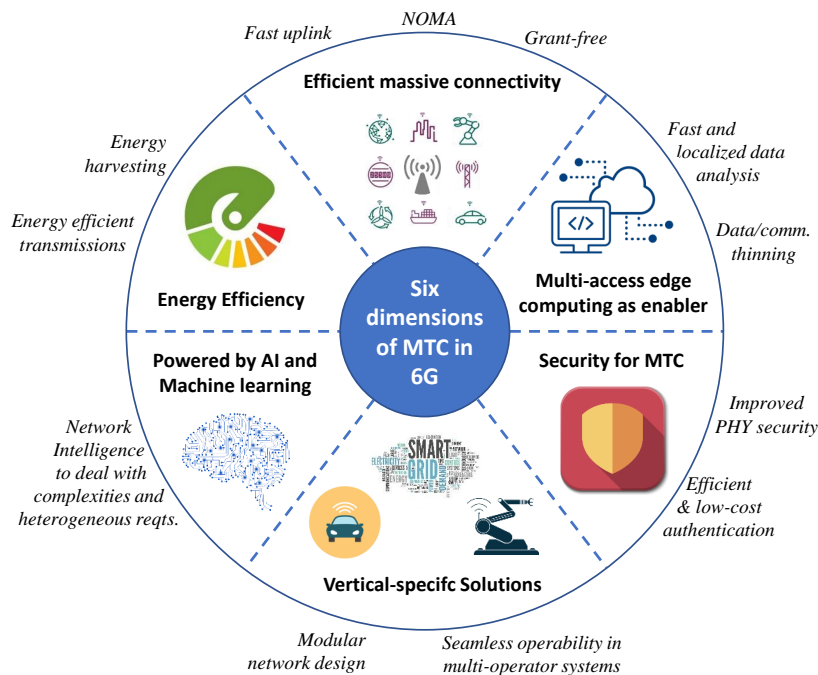 NOMA
Fast uplink
Grant-free
Efficient massive connectivity
Energy
harvesting
Energy efficient
transmissions
Energy Efficiency
Fast and
localized data
analysis
Data/comm.
thinning
</>
Multi-access edge
computing as enabler
Six
dimensions
of MTC in
6G
Powered by AI and
Machine learning
Network
Intelligence
to deal with
complexities and
heterogeneous reqts.
Security for MTC
Improved
PHY security
Efficient
& low-cost
authentication
SMART
GRID
ELECTRICITY
ENERGY
DEMAND
Vertical-specifc Solutions
Modular
network design
Seamless operability in
multi-operator systems